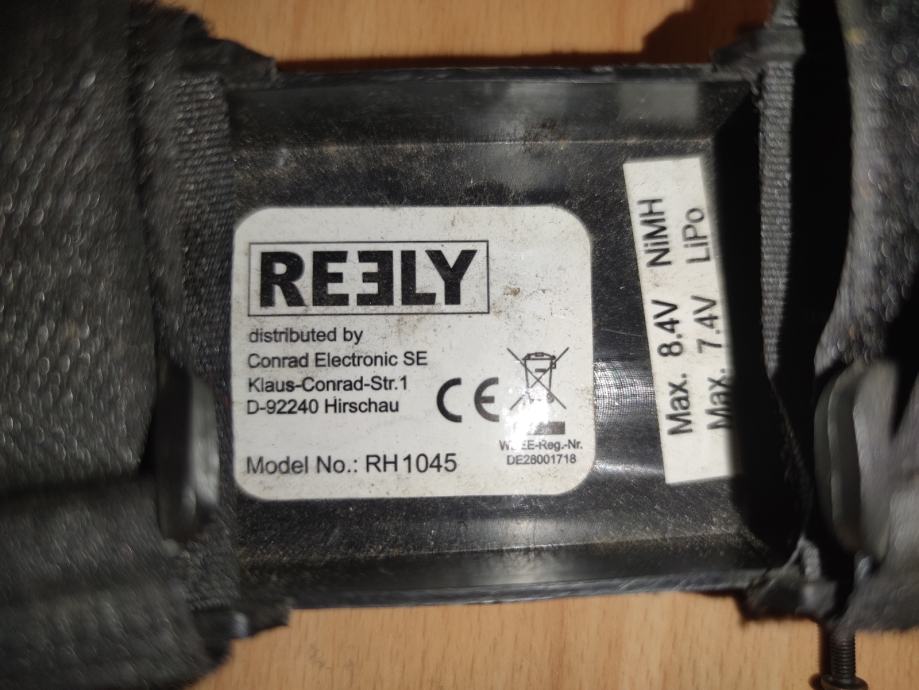 REELY
distributed by
Conrad Electronic SE
Klaus-Conrad-Str.1
D-92240 Hirschau
CE
WEEE-Reg.-Nr.
DE28001718
Model No.: RH1045
Max. 8.4V NiMH
Max. 7.4V LiPo